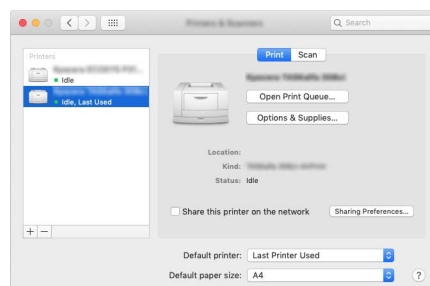 Search
Print Scan
Printers
Idle
Idle, Last Used
Open Print Queue...
Options & Supplies...
Location:
Kind:
Status: Idle
Share this printer on the network Sharing Preferences...
+ −
Default printer: Last Printer Used
Default paper size: A4 ?